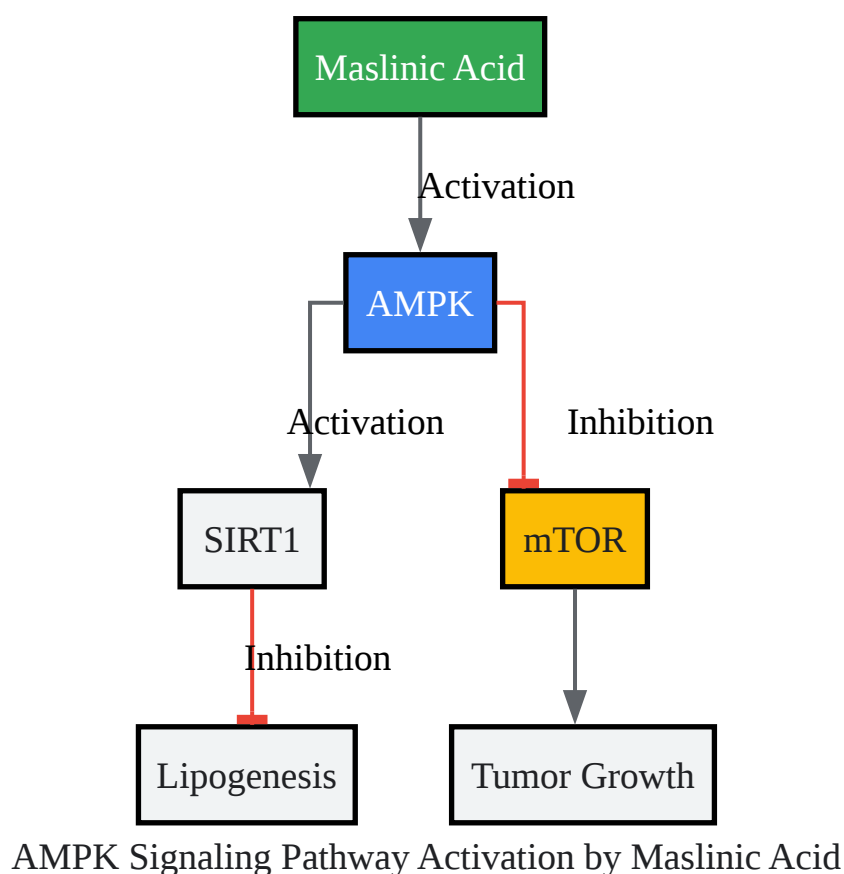 Maslinic Acid
Activation
AMPK
Activation
Inhibition
SIRT1
mTOR
Inhibition
Lipogenesis
Tumor Growth
AMPK Signaling Pathway Activation by Maslinic Acid